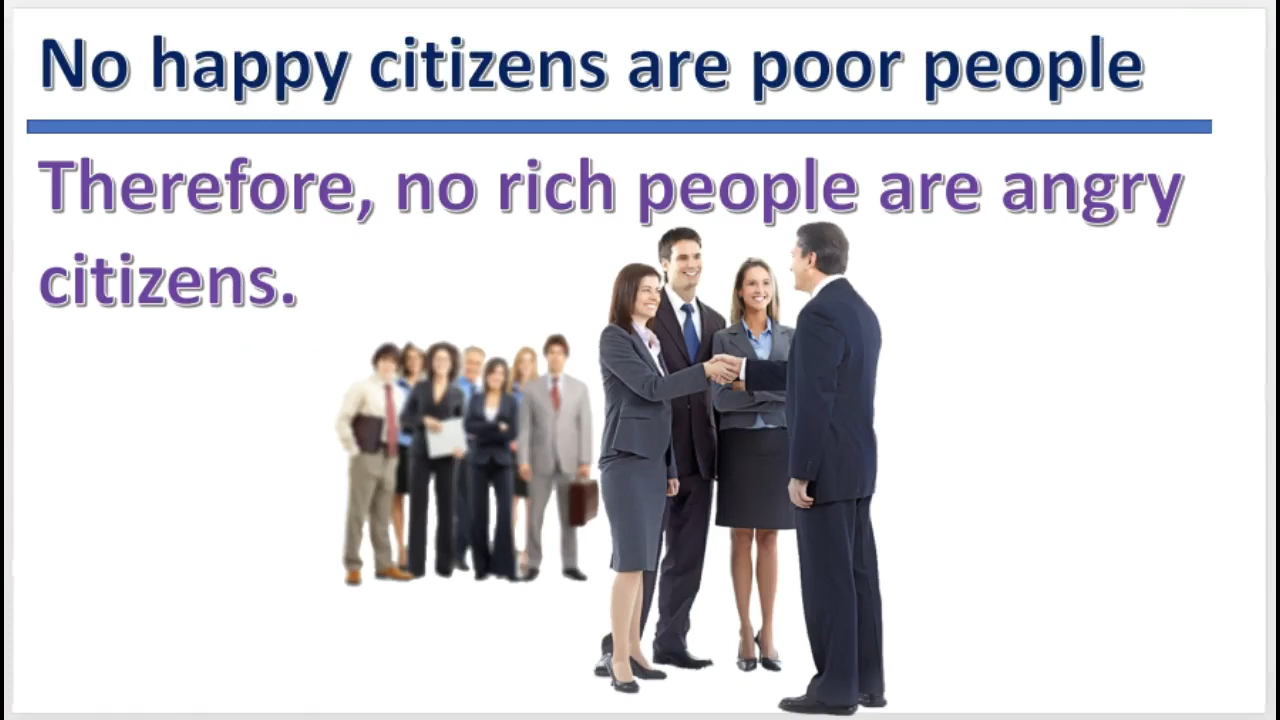 No happy citizens are poor people
Therefore, no rich people are angry
citizens.